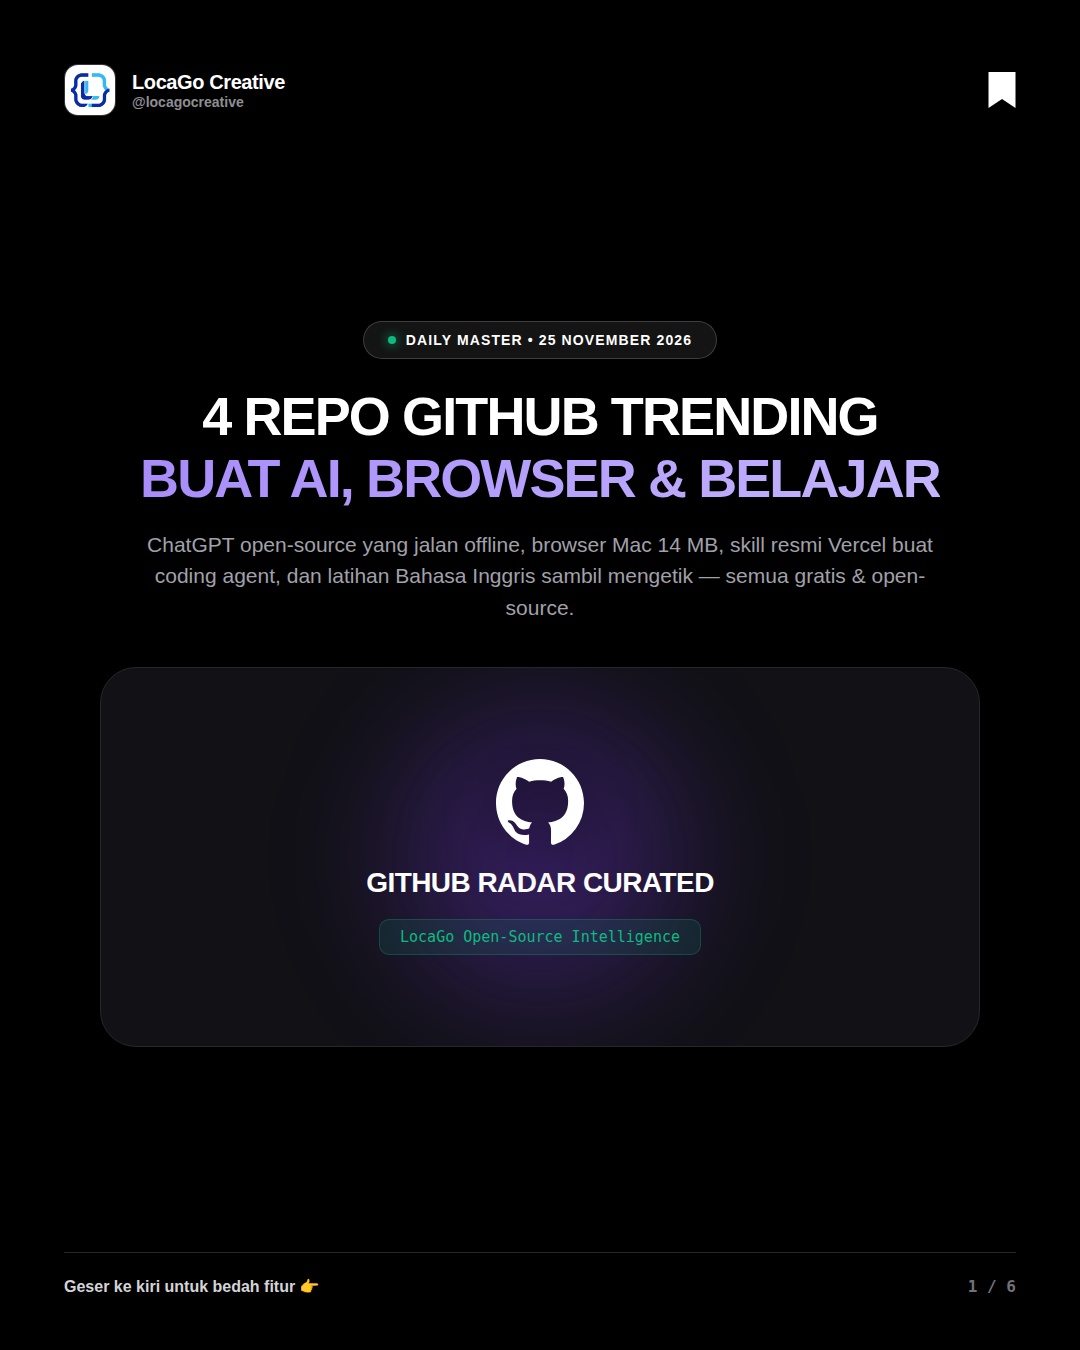 LocaGo Creative
@locagocreative
DAILY MASTER • 25 NOVEMBER 2026
4 REPO GITHUB TRENDING
BUAT AI, BROWSER & BELAJAR
ChatGPT open-source yang jalan offline, browser Mac 14 MB, skill resmi Vercel buat
coding agent, dan latihan Bahasa Inggris sambil mengetik — semua gratis & open-
source.
GITHUB RADAR CURATED
LocaGo Open-Source Intelligence
Geser ke kiri untuk bedah fitur 👉
1 / 6